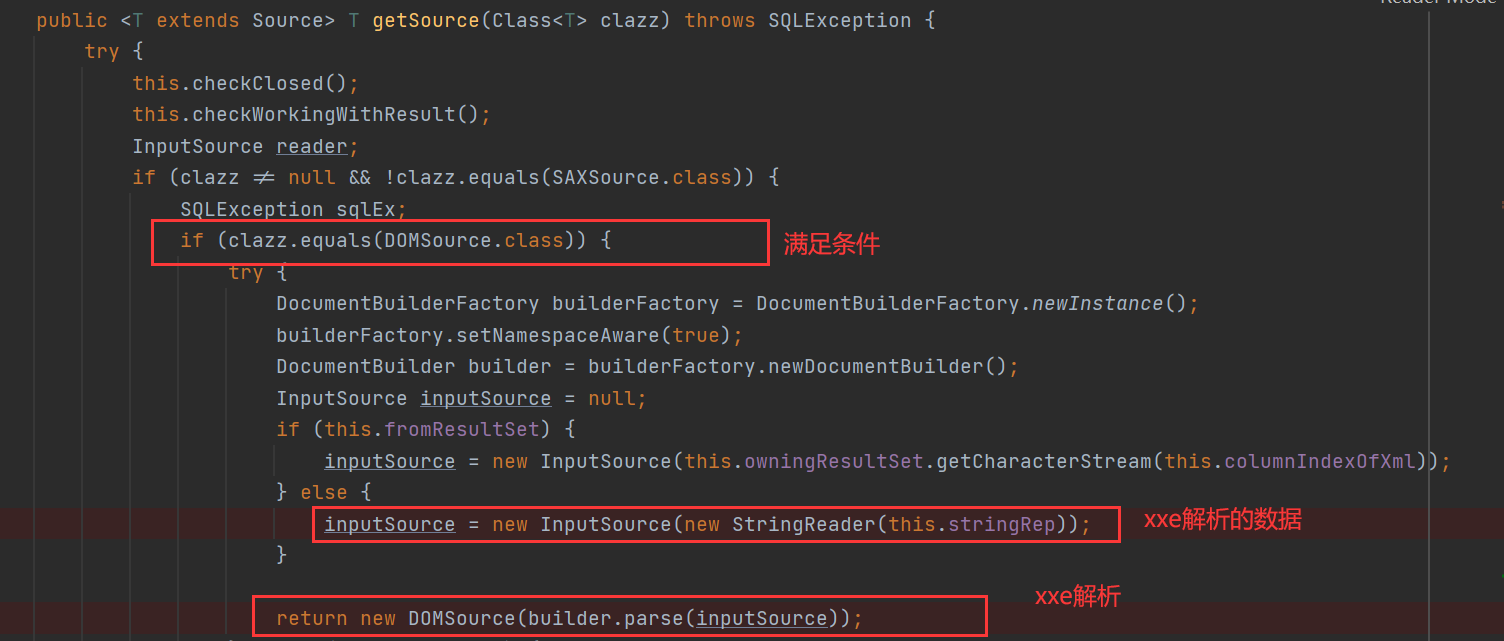 Reader Mode
public <T extends Source> T getSource(Class<T> clazz) throws SQLException {
try {
this.checkClosed();
this.checkWorkingWithResult();
InputSource reader;
if (clazz ≠ null && !clazz.equals(SAXSource.class)) {
SQLException sqlEx;
if (clazz.equals(DOMSource.class)) {
满足条件
try {
DocumentBuilderFactory builderFactory = DocumentBuilderFactory.newInstance();
builderFactory.setNamespaceAware(true);
DocumentBuilder builder = builderFactory.newDocumentBuilder();
InputSource inputSource = null;
if (this.fromResultSet) {
inputSource = new InputSource(this.owningResultSet.getCharacterStream(this.columnIndexOfXml));
} else {
inputSource = new InputSource(new StringReader(this.stringRep));
xxe解析的数据
}
xxe解析
return new DOMSource(builder.parse(inputSource));